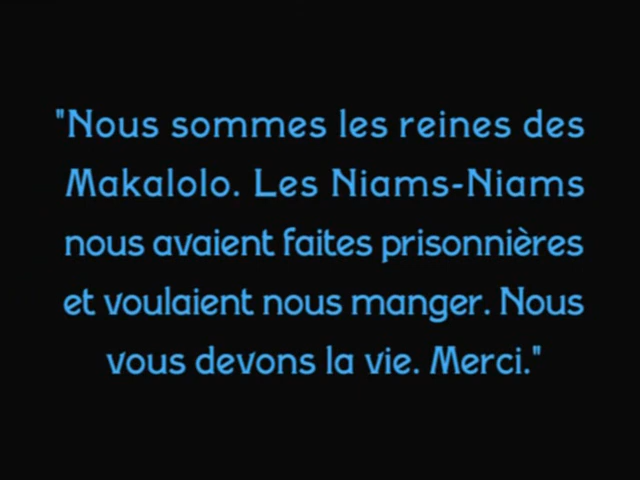 "Nous sommes les reines des
Makalolo. Les Niams-Niams
nous avaient faites prisonnières
et voulaient nous manger. Nous
vous devons la vie. Merci."